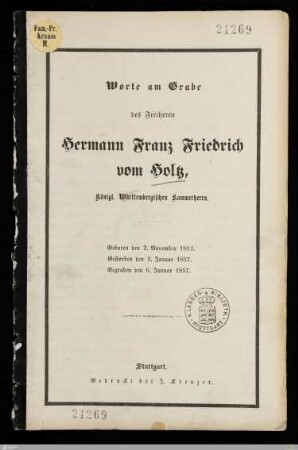 Fam.-Pr.
Kraum
N.
21269
Worte am Grabe
des Freiherrn
Hermann Franz Friedrich
vom Holtz,
Königl. Württembergischen Kammerherrn.
Geboren den 2. November 1813,
Gestorben den 3. Januar 1857,
Begraben den 6. Januar 1857.
Stuttgart.
Gedruckt bei J. Kreuzer.
21269